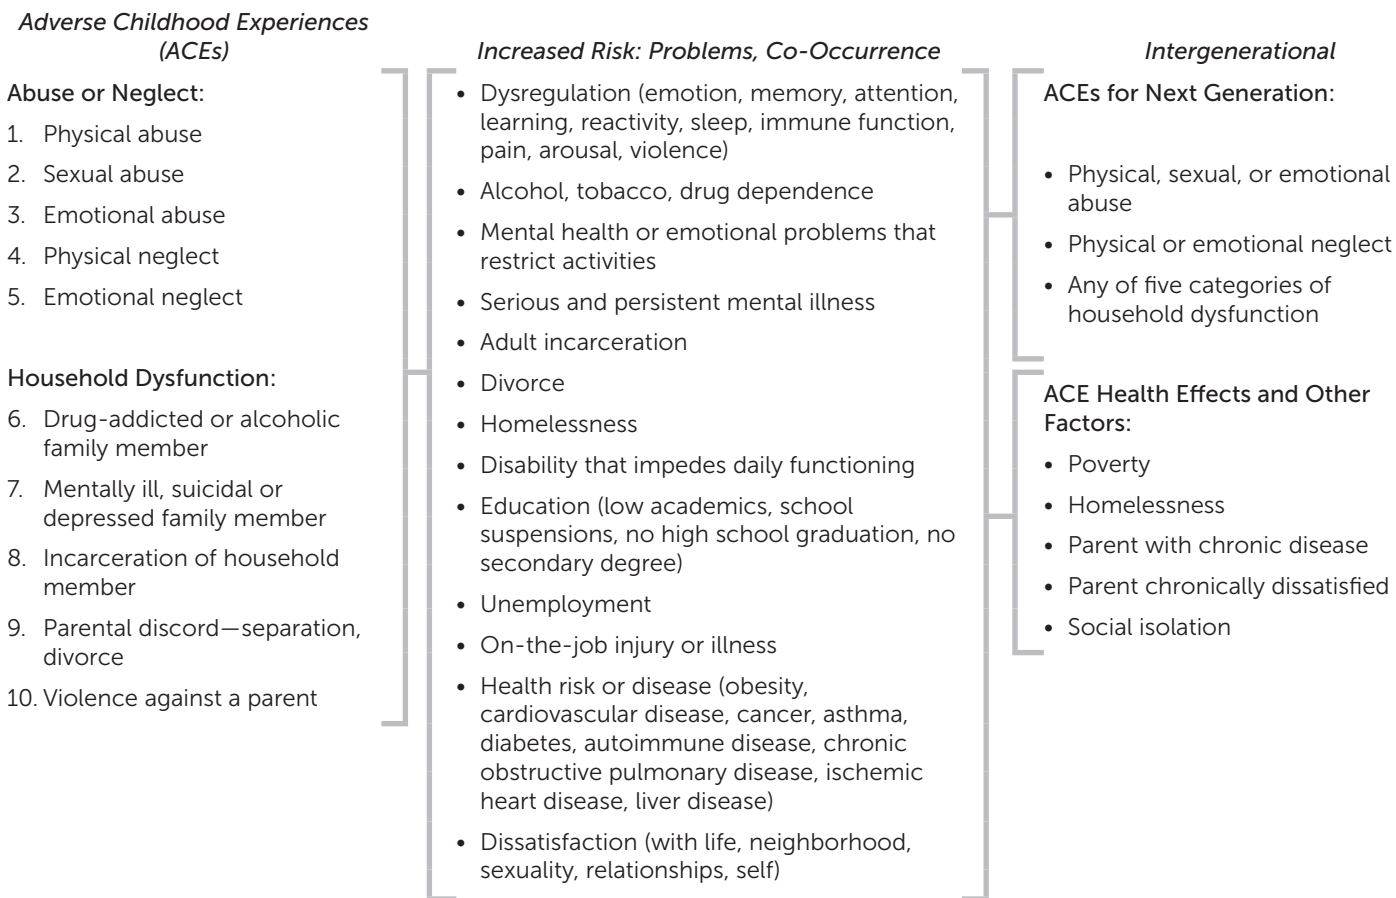 Adverse Childhood Experiences
(ACEs)
Abuse or Neglect:
1. Physical abuse
2. Sexual abuse
3. Emotional abuse
4. Physical neglect
5. Emotional neglect
Household Dysfunction:
6. Drug-addicted or alcoholic
family member
7. Mentally ill, suicidal or
depressed family member
8. Incarceration of household
member
9. Parental discord—separation,
divorce
10. Violence against a parent
Increased Risk: Problems, Co-Occurrence
• Dysregulation (emotion, memory, attention,
learning, reactivity, sleep, immune function,
pain, arousal, violence)
• Alcohol, tobacco, drug dependence
• Mental health or emotional problems that
restrict activities
• Serious and persistent mental illness
• Adult incarceration
• Divorce
• Homelessness
• Disability that impedes daily functioning
• Education (low academics, school
suspensions, no high school graduation, no
secondary degree)
• Unemployment
• On-the-job injury or illness
• Health risk or disease (obesity,
cardiovascular disease, cancer, asthma,
diabetes, autoimmune disease, chronic
obstructive pulmonary disease, ischemic
heart disease, liver disease)
• Dissatisfaction (with life, neighborhood,
sexuality, relationships, self)
Intergenerational
ACEs for Next Generation:
• Physical, sexual, or emotional
abuse
• Physical or emotional neglect
• Any of five categories of
household dysfunction
ACE Health Effects and Other
Factors:
• Poverty
• Homelessness
• Parent with chronic disease
• Parent chronically dissatisfied
• Social isolation